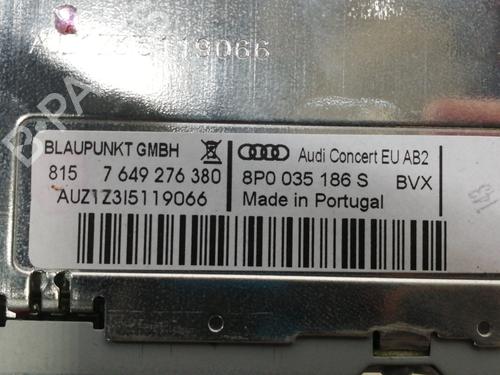 AUZ1Z3I5119066
BLAUPUNKT GMBH
815 7 649 276 380
AUZ1Z3I5119066
Audi Concert EU AB2
8P0 035 186 S BVX
Made in Portugal